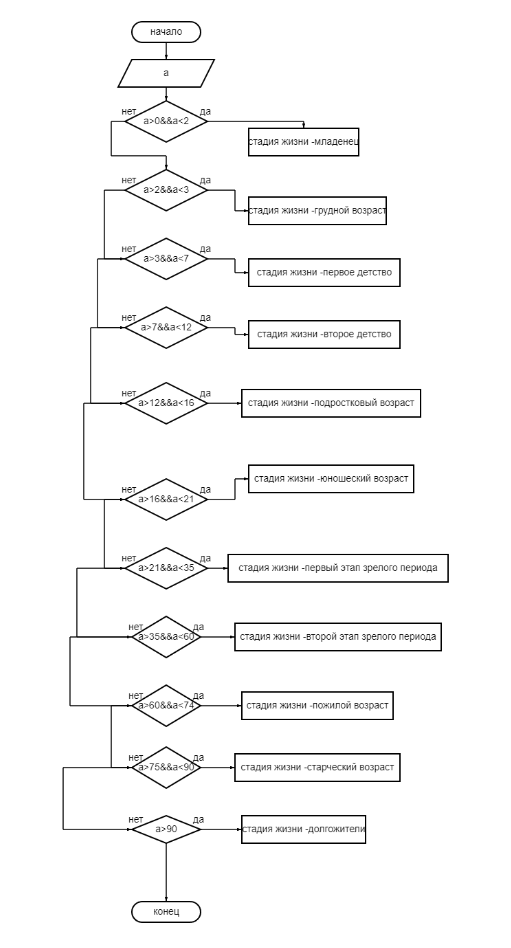 начало
а
нет
да
а>0&&а<2
стадия жизни -младенец
нет
да
а>2&&а<3
стадия жизни -грудной возраст
нет
да
а>3&&а<7
стадия жизни -первое детство
нет
да
а>7&&а<12
стадия жизни -второе детство
нет
да
а>12&&а<16
стадия жизни -подростковый возраст
нет
да
а>16&&а<21
стадия жизни -юношеский возраст
нет
да
а>21&&а<35
стадия жизни -первый этап зрелого периода
нет
да
а>35&&а<60
стадия жизни -второй этап зрелого периода
нет
да
а>60&&а<74
стадия жизни -пожилой возраст
нет
да
а>75&&а<90
стадия жизни -старческий возраст
нет
да
а>90
стадия жизни -долгожители
конец